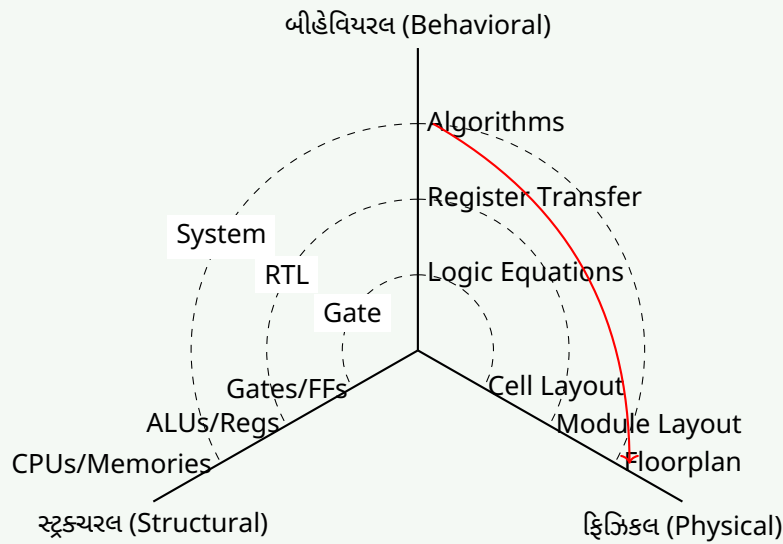 બીહેવિયરલ (Behavioral)
Algorithms
Register Transfer
System
RTL
Logic Equations
Gate
Gates/FFs
Cell Layout
ALUs/Regs
Module Layout
CPUs/Memories
Floorplan
સ્ટ્રક્ચરલ (Structural)
ફિઝિકલ (Physical)